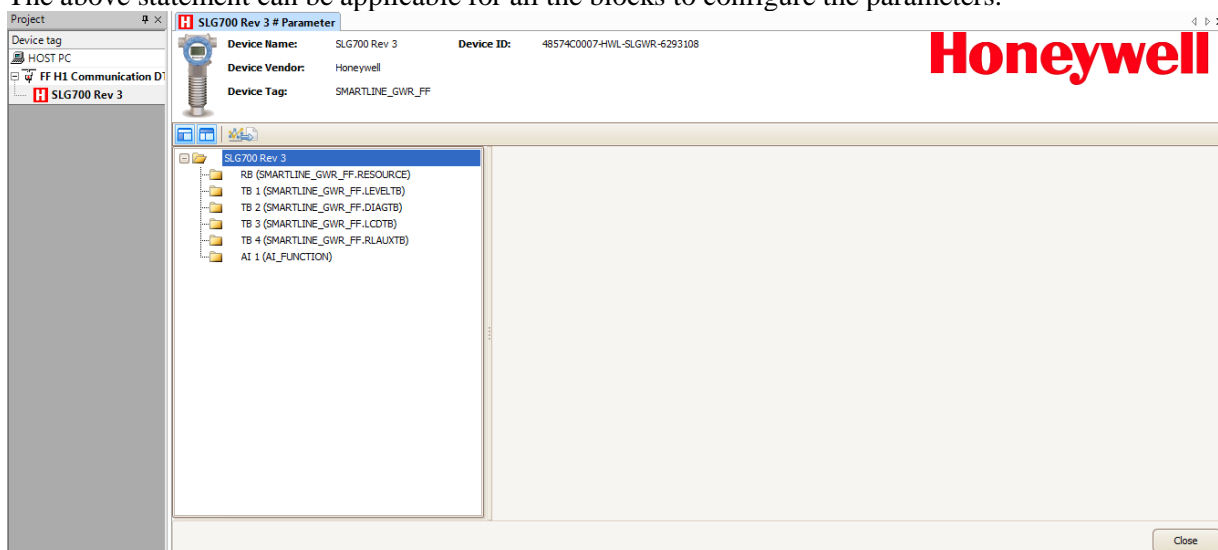 The above statement can be applicable for all the blocks to configure the parameters.
Project
SLG700 Rev 3 # Parameter
Device tag
HOST PC
FF H1 Communication DT
SLG700 Rev 3
Device Name: SLG700 Rev 3 Device ID: 48574C0007-HWL-SLGWR-6293108
Device Vendor: Honeywell
Device Tag: SMARTLINE_GWR_FF
Honeywell
SLG700 Rev 3
RB (SMARTLINE_GWR_FF.RESOURCE)
TB 1 (SMARTLINE_GWR_FF.LEVELTB)
TB 2 (SMARTLINE_GWR_FF.DIAGTB)
TB 3 (SMARTLINE_GWR_FF.LCDTB)
TB 4 (SMARTLINE_GWR_FF.RLAUXTB)
AI 1 (AI_FUNCTION)
Close